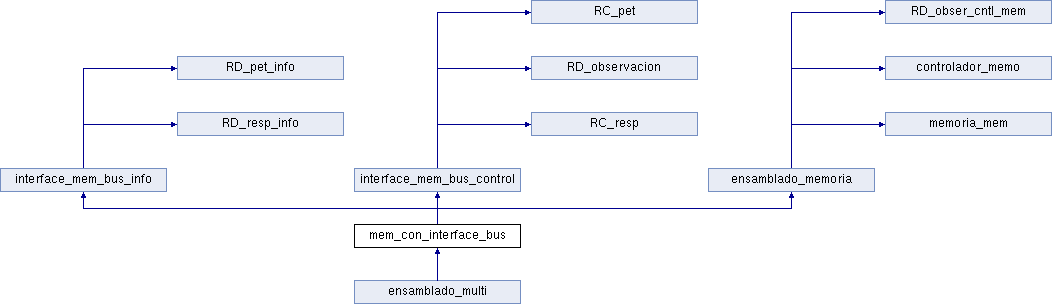 RC_pet
RD_obser_cntl_mem
RD_pet_info
RD_observacion
controlador_memo
RD_resp_info
RC_resp
memoria_mem
interface_mem_bus_info
interface_mem_bus_control
ensamblado_memoria
mem_con_interface_bus
ensamblado_multi